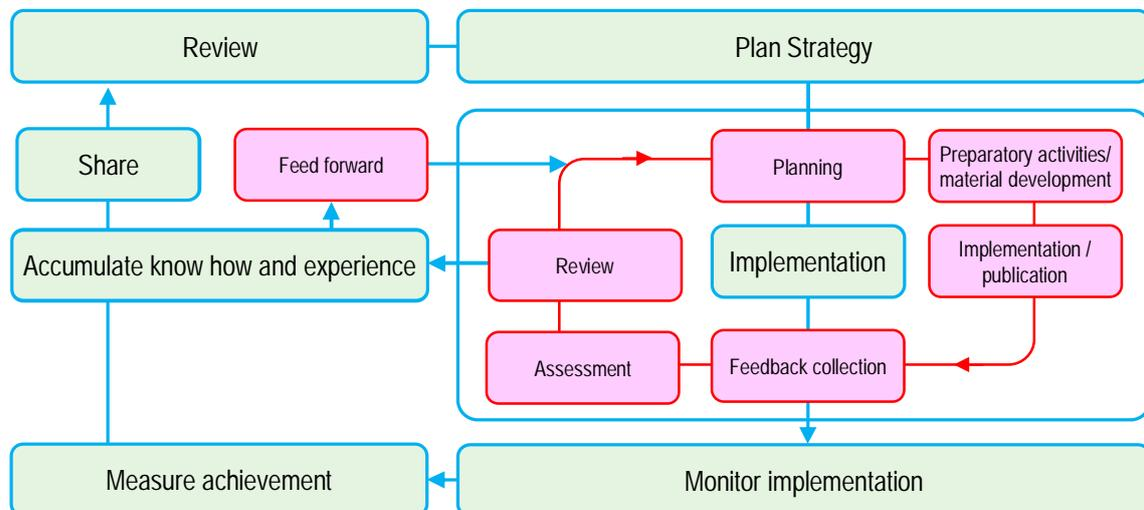 Review
Plan Strategy
Share
Feed forward
Planning
Preparatory activities/
material development
Accumulate know how and experience
Review
Implementation
Implementation /
publication
Assessment
Feedback collection
Measure achievement
Monitor implementation